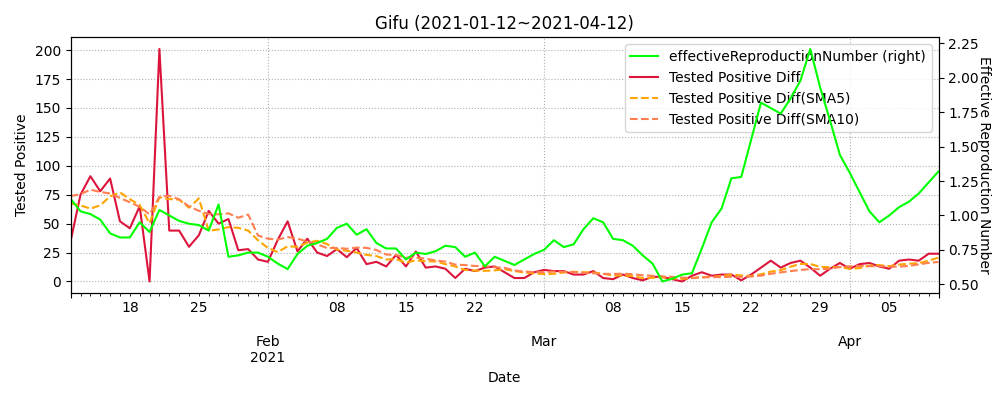 Gifu (2021-01-12~2021-04-12)
effectiveReproductionNumber (right)
Tested Positive Diff
Tested Positive Diff(SMA5)
Tested Positive Diff(SMA10)
Tested Positive
200
175
150
125
100
75
50
25
0
Effective Reproduction Number
2.25
2.00
1.75
1.50
1.25
1.00
0.75
0.50
18
25
08
15
22
08
15
22
29
05
Feb
2021
Mar
Apr
Date